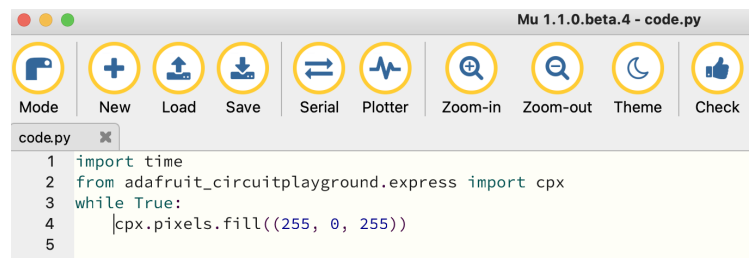 Mu 1.1.0.beta.4 - code.py
Mode New Load Save Serial Plotter Zoom-in Zoom-out Theme Check
code.py
1 import time
2 from adafruit_circuitplayground.express import cpx
3 while True:
4     cpx.pixels.fill((255, 0, 255))
5